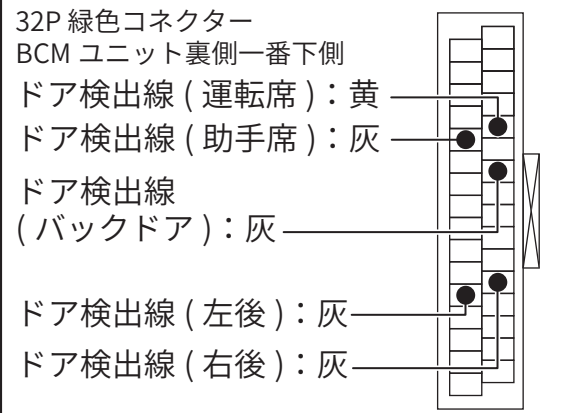 32P 緑色コネクター
BCM ユニット裏側一番下側
ドア検出線 ( 運転席 )：黄
ドア検出線 ( 助手席 )：灰
ドア検出線
( バックドア )：灰
ドア検出線 ( 左後 )：灰
ドア検出線 ( 右後 )：灰